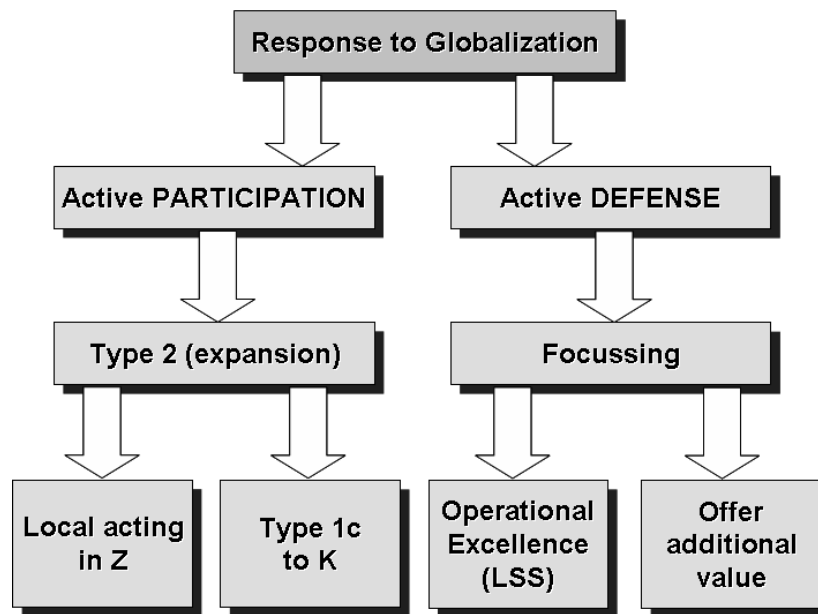 Response to Globalization
Active PARTICIPATION
Active DEFENSE
Type 2 (expansion)
Focussing
Local acting
in Z
Type 1c
to K
Operational
Excellence
(LSS)
Offer
additional
value